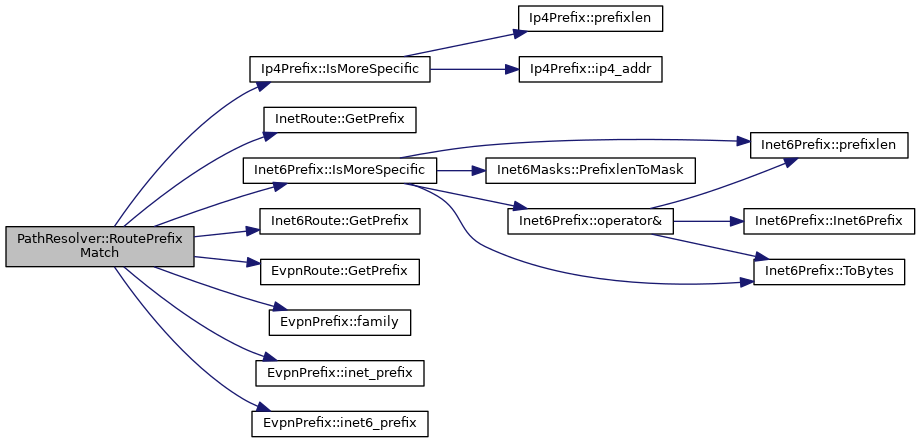 PathResolver::RoutePrefix
Match
Ip4Prefix::IsMoreSpecific
InetRoute::GetPrefix
Inet6Prefix::IsMoreSpecific
Inet6Route::GetPrefix
EvpnRoute::GetPrefix
EvpnPrefix::family
EvpnPrefix::inet_prefix
EvpnPrefix::inet6_prefix
Ip4Prefix::prefixlen
Ip4Prefix::ip4_addr
Inet6Masks::PrefixlenToMask
Inet6Prefix::operator&
Inet6Prefix::prefixlen
Inet6Prefix::Inet6Prefix
Inet6Prefix::ToBytes